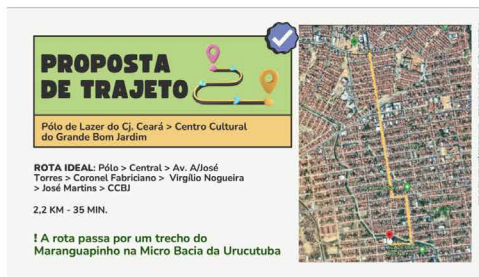 PROPOSTA
DE TRAJETO
Pólo de Lazer do Cj. Ceará > Centro Cultural
do Grande Bom Jardim
ROTA IDEAL: Pólo > Central > Av. A/José
Torres > Coronel Fabriciano > Virgílio Nogueira
> José Martins > CCBJ
2,2 KM - 35 MIN.
! A rota passa por um trecho do
Maranguapinho na Micro Bacia da Urucutuba